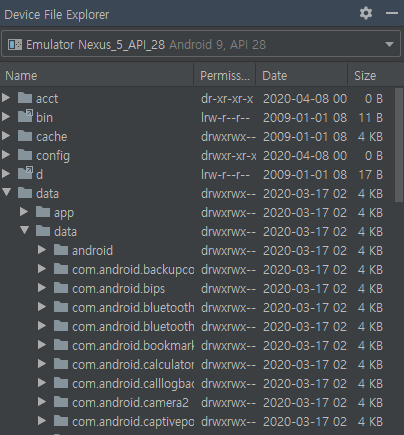 Device File Explorer
Emulator Nexus_5_API_28 Android 9, API 28
Name Permiss... Date Size
acct dr-xr-xr-x 2020-04-08 00 0 B
bin lrw-r--r-- 2009-01-01 08 11 B
cache drwxrwx-- 2009-01-01 08 4 KB
config drwxr-xr-x 2020-04-08 00 0 B
d lrw-r--r-- 2009-01-01 08 17 B
data drwxrwx-- 2020-03-17 02 4 KB
app drwxrwx-- 2020-03-17 02 4 KB
data drwxrwx-- 2020-03-17 02 4 KB
android drwxrwx-- 2020-03-17 02 4 KB
com.android.backupco drwxrwx-- 2020-03-17 02 4 KB
com.android.bips drwxrwx-- 2020-03-17 02 4 KB
com.android.bluetooth drwxrwx-- 2020-03-17 02 4 KB
com.android.bluetooth drwxrwx-- 2020-03-17 02 4 KB
com.android.bookmark drwxrwx-- 2020-03-17 02 4 KB
com.android.calculator drwxrwx-- 2020-03-17 02 4 KB
com.android.calllogbac drwxrwx-- 2020-03-17 02 4 KB
com.android.camera2 drwxrwx-- 2020-03-17 02 4 KB
com.android.captivepo drwxrwx-- 2020-03-17 02 4 KB